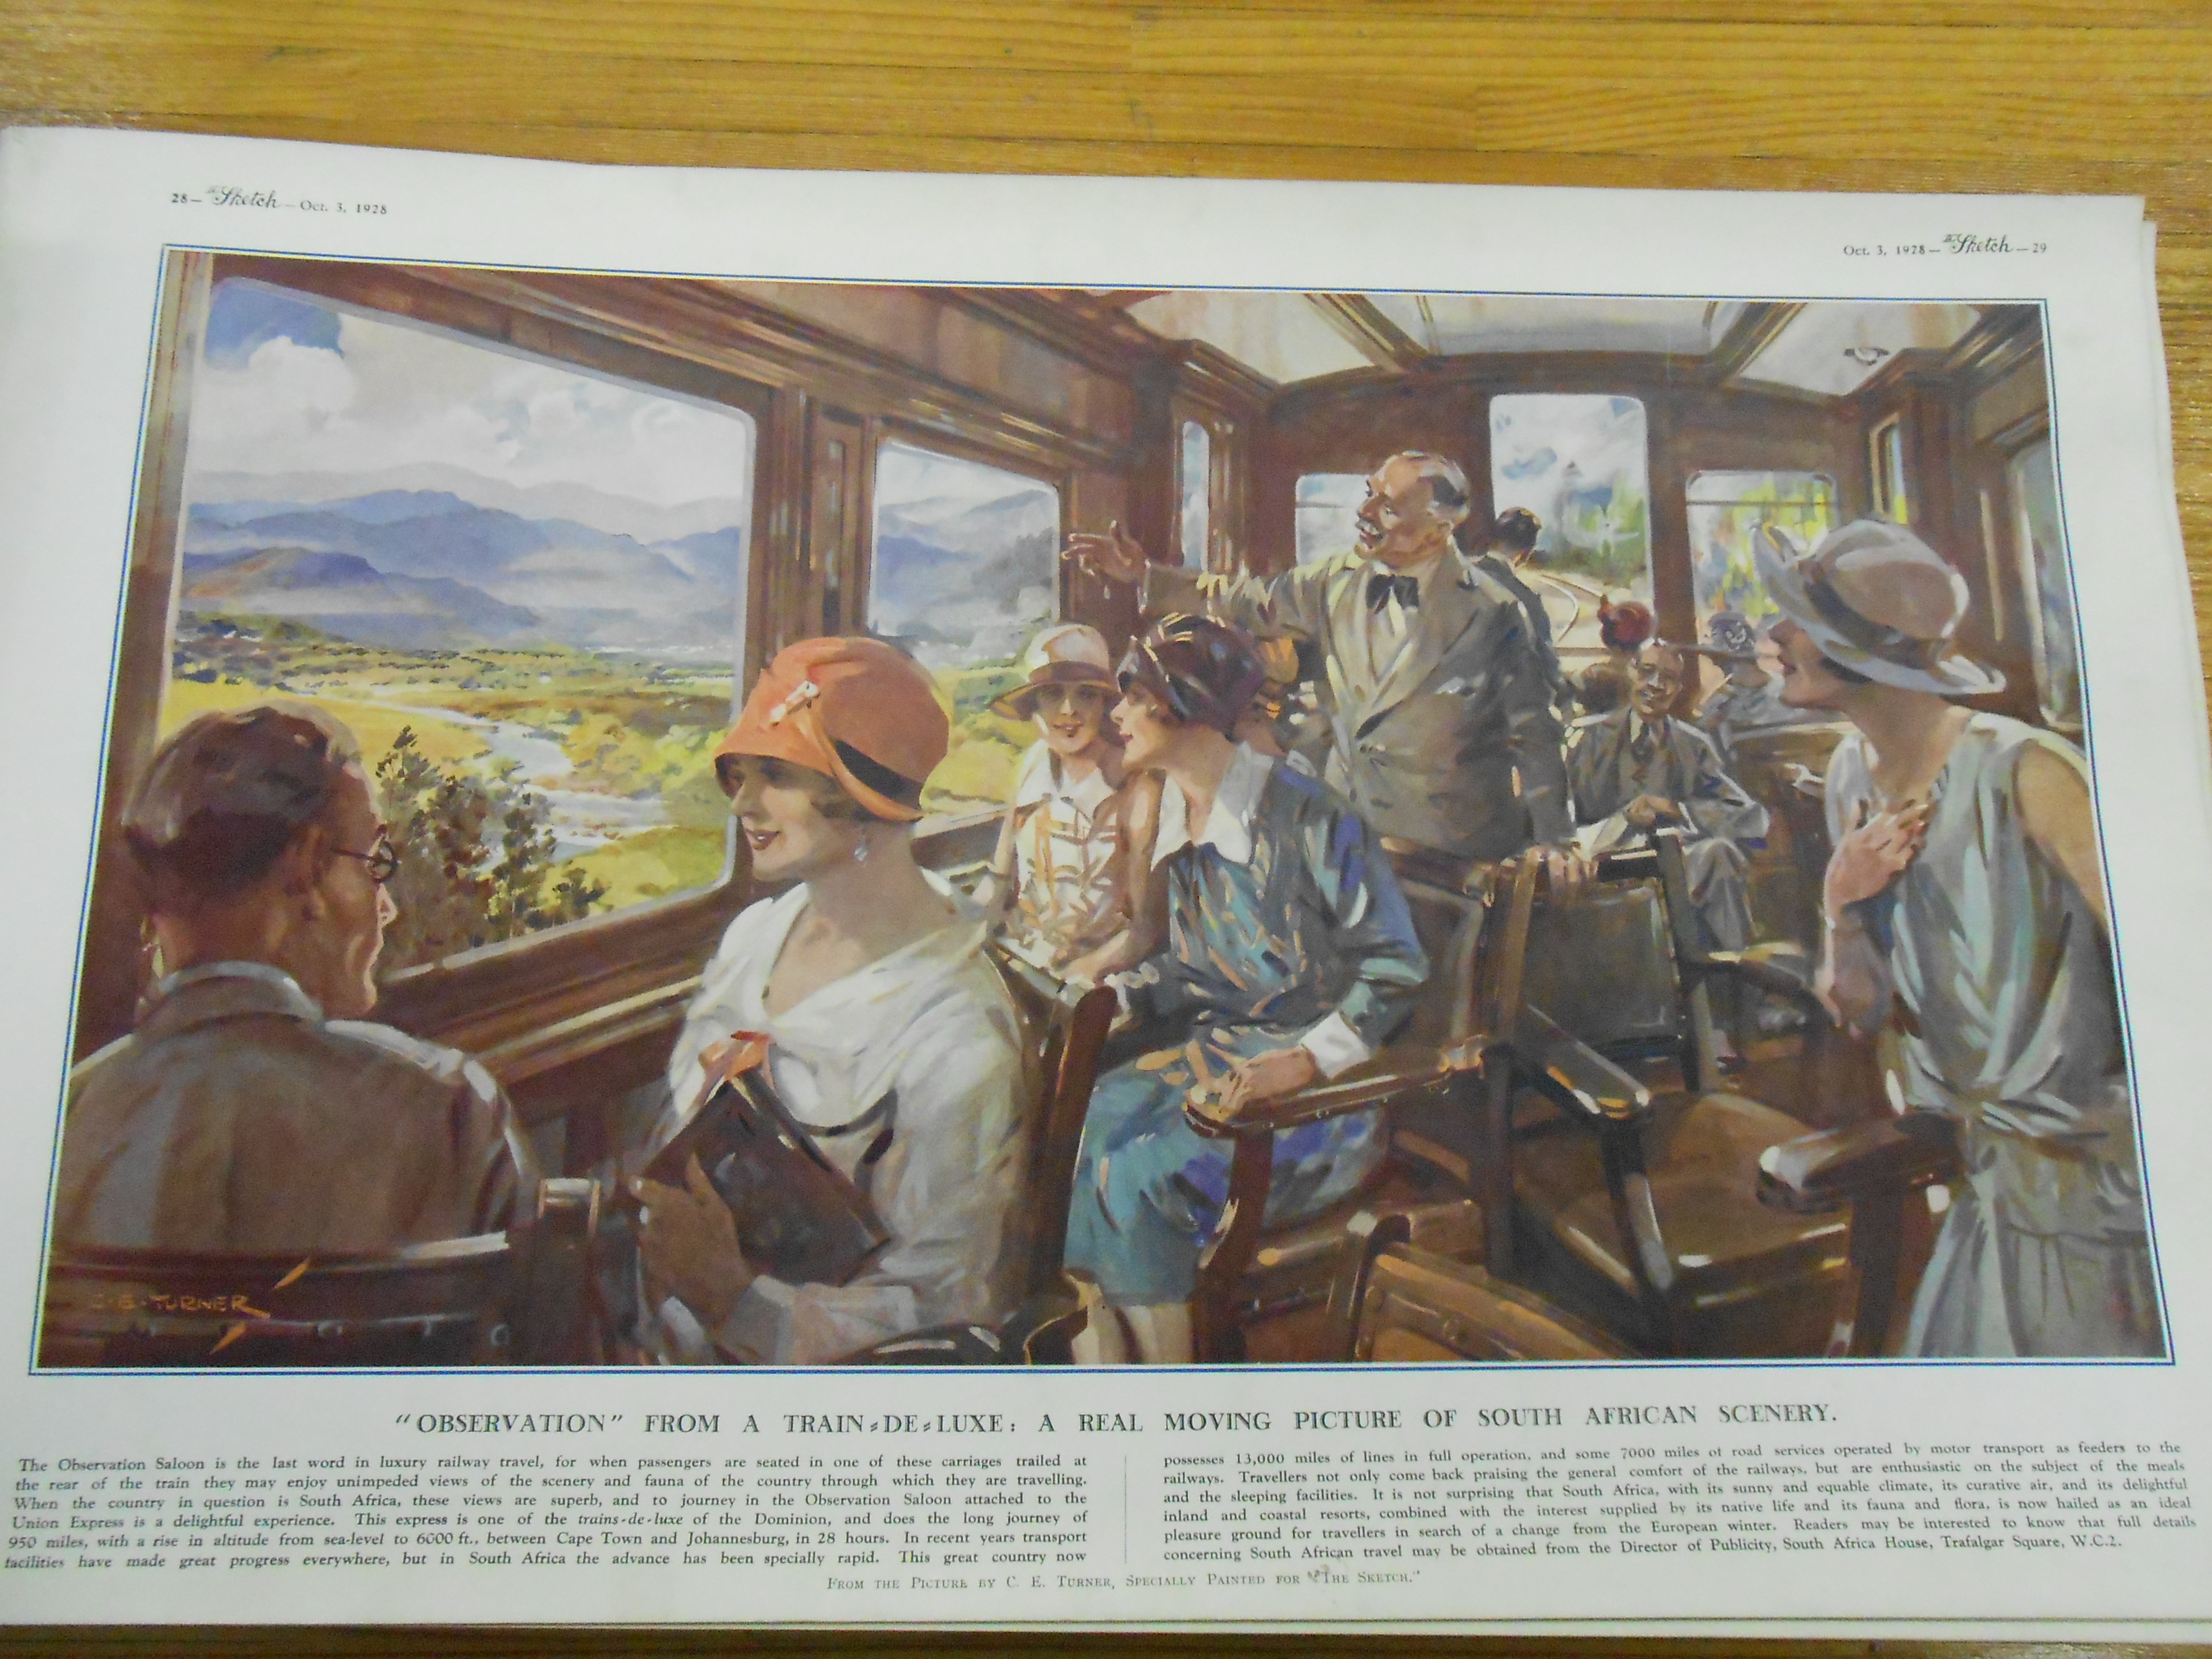 28— The Sketch — Oct. 3, 1928
Oct. 3, 1928— The Sketch —29
C. E. TURNER
"OBSERVATION" FROM A TRAIN-DE-LUXE: A REAL MOVING PICTURE OF SOUTH AFRICAN SCENERY.
The Observation Saloon is the last word in luxury railway travel, for when passengers are seated in one of these carriages trailed at
the rear of the train they may enjoy unimpeded views of the scenery and fauna of the country through which they are travelling.
When the country in question is South Africa, these views are superb, and to journey in the Observation Saloon attached to the
Union Express is a delightful experience. This express is one of the trains-de-luxe of the Dominion, and does the long journey of
950 miles, with a rise in altitude from sea-level to 6000 ft., between Cape Town and Johannesburg, in 28 hours. In recent years transport
facilities have made great progress everywhere, but in South Africa the advance has been specially rapid. This great country now
possesses 13,000 miles of lines in full operation, and some 7000 miles of road services operated by motor transport as feeders to the
railways. Travellers not only come back praising the general comfort of the railways, but are enthusiastic on the subject of the meals
and the sleeping facilities. It is not surprising that South Africa, with its sunny and equable climate, its curative air, and its delightful
inland and coastal resorts, combined with the interest supplied by its native life and its fauna and flora, is now hailed as an ideal
pleasure ground for travellers in search of a change from the European winter. Readers may be interested to know that full details
concerning South African travel may be obtained from the Director of Publicity, South Africa House, Trafalgar Square, W.C.2.
FROM THE PICTURE BY C. E. TURNER, SPECIALLY PAINTED FOR "THE SKETCH."